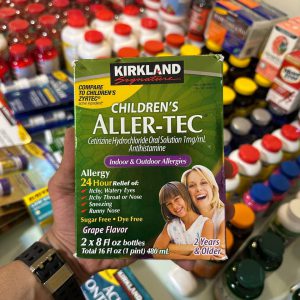 KIRKLAND
Signature
COMPARE TO
CHILDREN'S
ZYRTEC
CHILDREN'S
ALLER-TEC
Cetirizine Hydrochloride Oral Solution 1mg/mL
Antihistamine
Indoor & Outdoor Allergies
Allergy
24 Hour Relief of:
Itchy, Watery Eyes
Itchy Throat or Nose
Sneezing
Runny Nose
Sugar Free • Dye Free
Grape Flavor
2 x 8 Fl oz bottles
Total 16 Fl oz (1 pint) 480 mL
2 Years
& Older